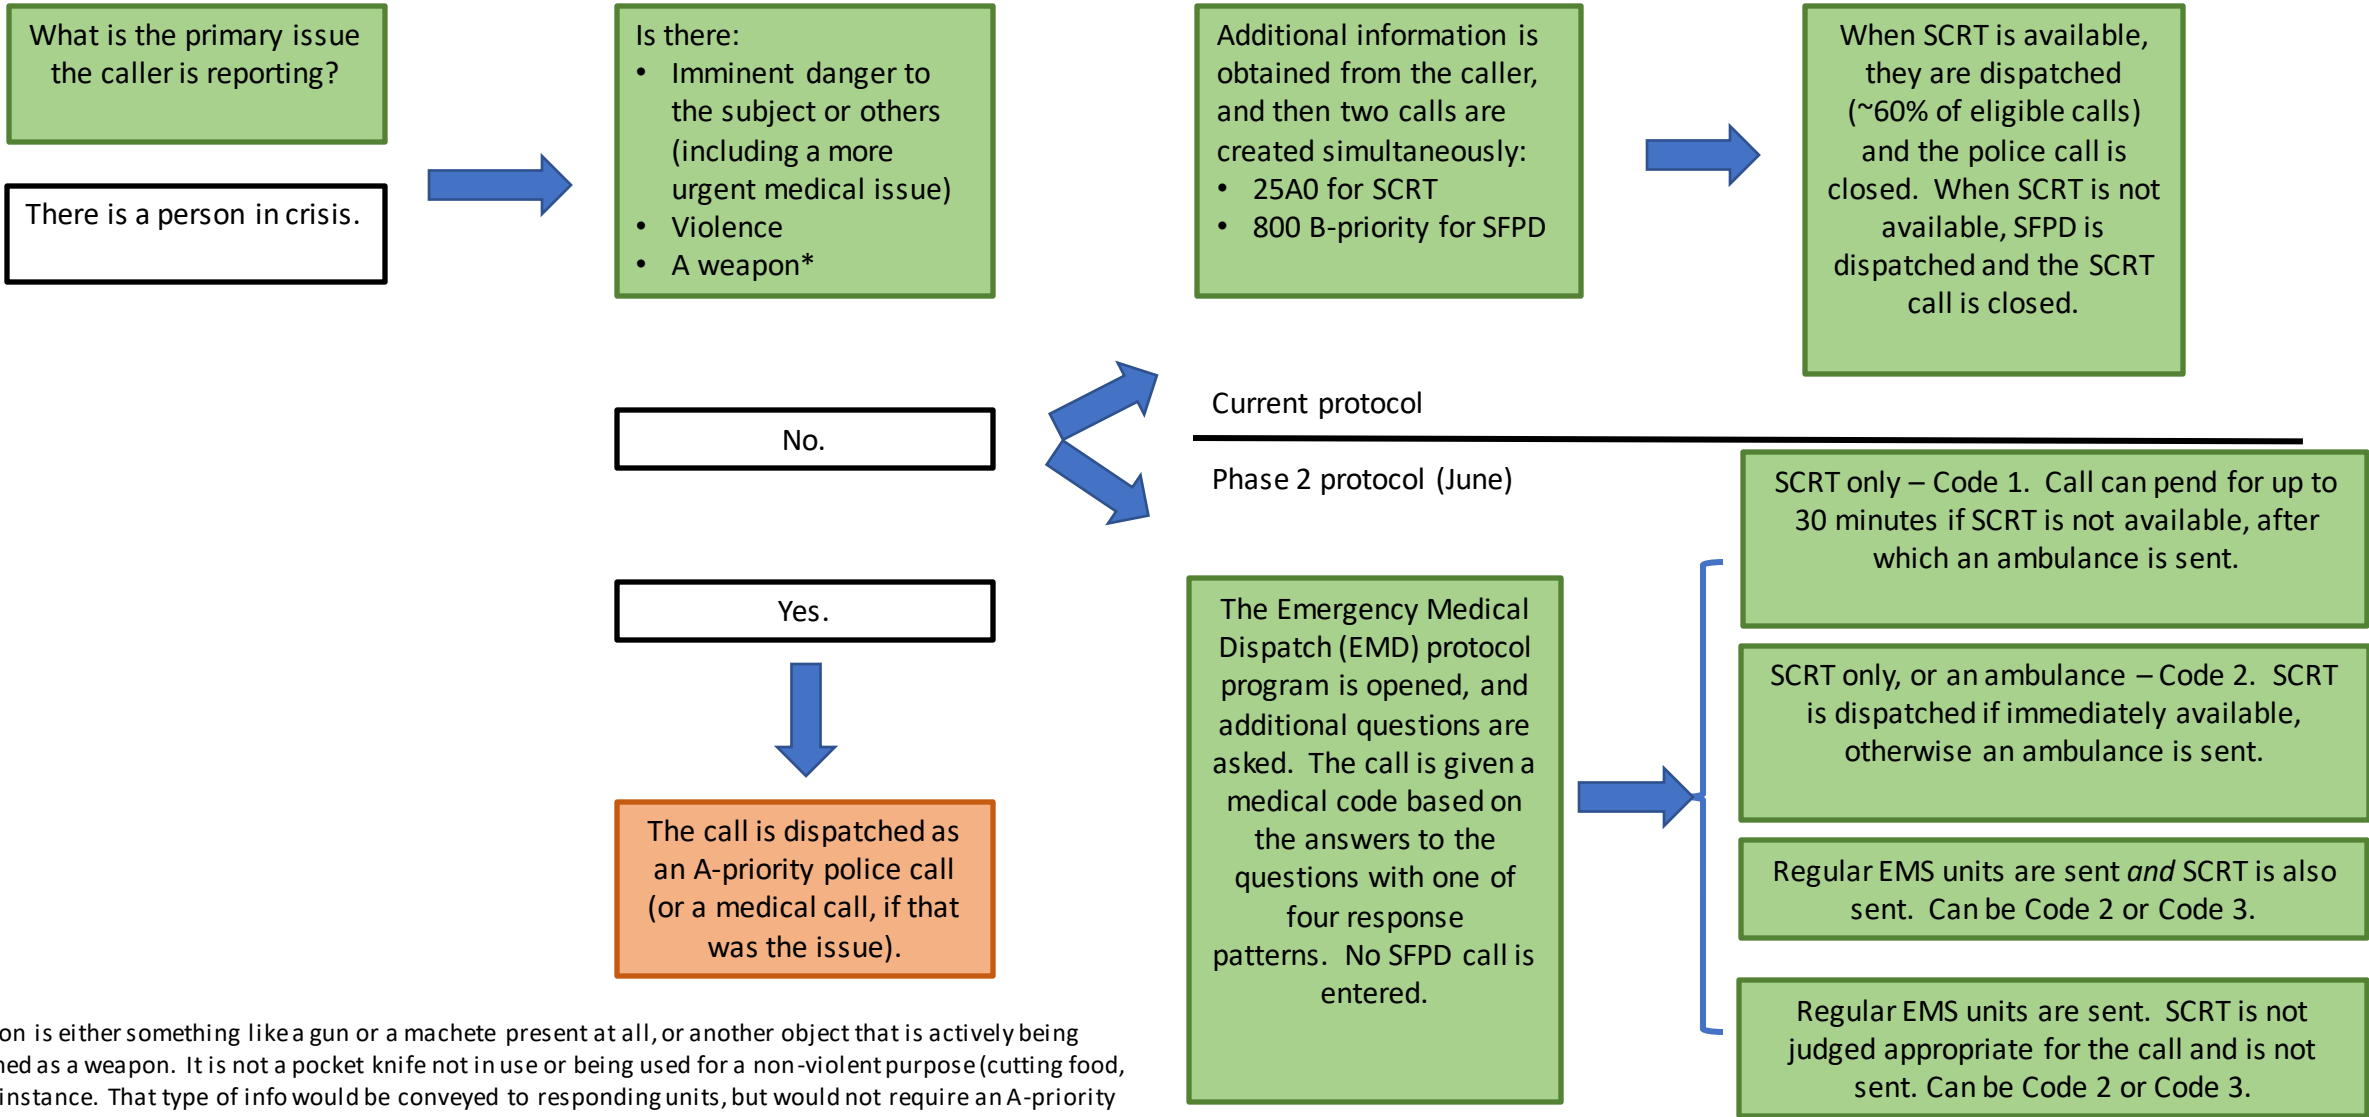 What is the primary issue
the caller is reporting?
There is a person in crisis.
Is there:
• Imminent danger to
the subject or others
(including a more
urgent medical issue)
• Violence
• A weapon*
No.
Yes.
The call is dispatched as
an A-priority police call
(or a medical call, if that
was the issue).
Additional information is
obtained from the caller,
and then two calls are
created simultaneously:
• 25A0 for SCRT
• 800 B-priority for SFPD
When SCRT is available,
they are dispatched
(~60% of eligible calls)
and the police call is
closed. When SCRT is not
available, SFPD is
dispatched and the SCRT
call is closed.
Current protocol
Phase 2 protocol (June)
The Emergency Medical
Dispatch (EMD) protocol
program is opened, and
additional questions are
asked. The call is given a
medical code based on
the answers to the
questions with one of
four response
patterns. No SFPD call is
entered.
SCRT only – Code 1. Call can pend for up to
30 minutes if SCRT is not available, after
which an ambulance is sent.
SCRT only, or an ambulance – Code 2. SCRT
is dispatched if immediately available,
otherwise an ambulance is sent.
Regular EMS units are sent and SCRT is also
sent. Can be Code 2 or Code 3.
Regular EMS units are sent. SCRT is not
judged appropriate for the call and is not
sent. Can be Code 2 or Code 3.
on is either something like a gun or a machete present at all, or another object that is actively being
ned as a weapon. It is not a pocket knife not in use or being used for a non-violent purpose (cutting food,
instance. That type of info would be conveyed to responding units, but would not require an A-priority